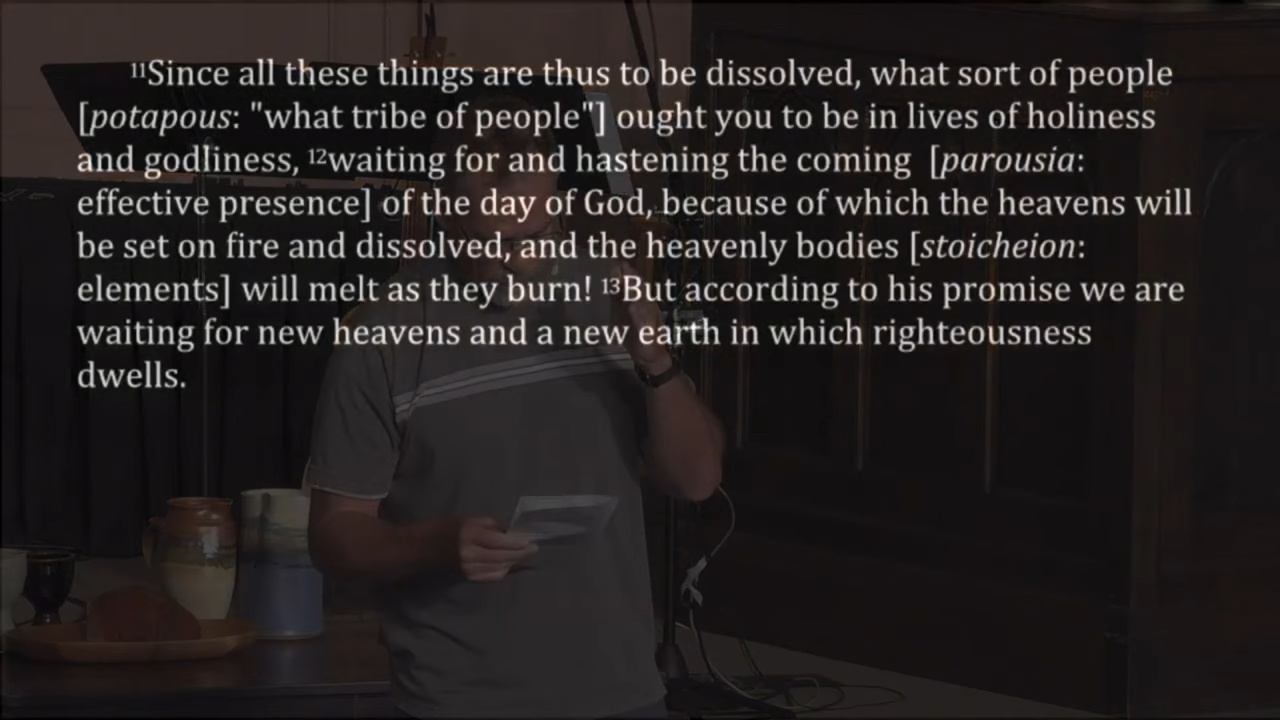 ¹¹Since all these things are thus to be dissolved, what sort of people
[potapous: "what tribe of people"] ought you to be in lives of holiness
and godliness, ¹²waiting for and hastening the coming [parousia:
effective presence] of the day of God, because of which the heavens will
be set on fire and dissolved, and the heavenly bodies [stoicheion:
elements] will melt as they burn! ¹³But according to his promise we are
waiting for new heavens and a new earth in which righteousness
dwells.